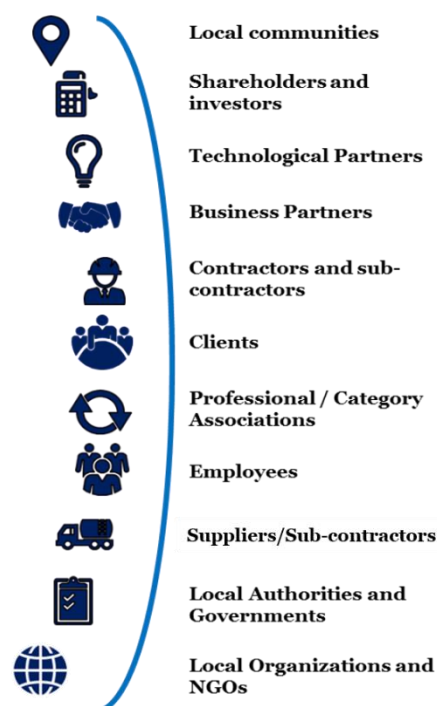 Local communities
Shareholders and
investors
Technological Partners
Business Partners
Contractors and sub-
contractors
Clients
Professional / Category
Associations
Employees
Suppliers/Sub-contractors
Local Authorities and
Governments
Local Organizations and
NGOs